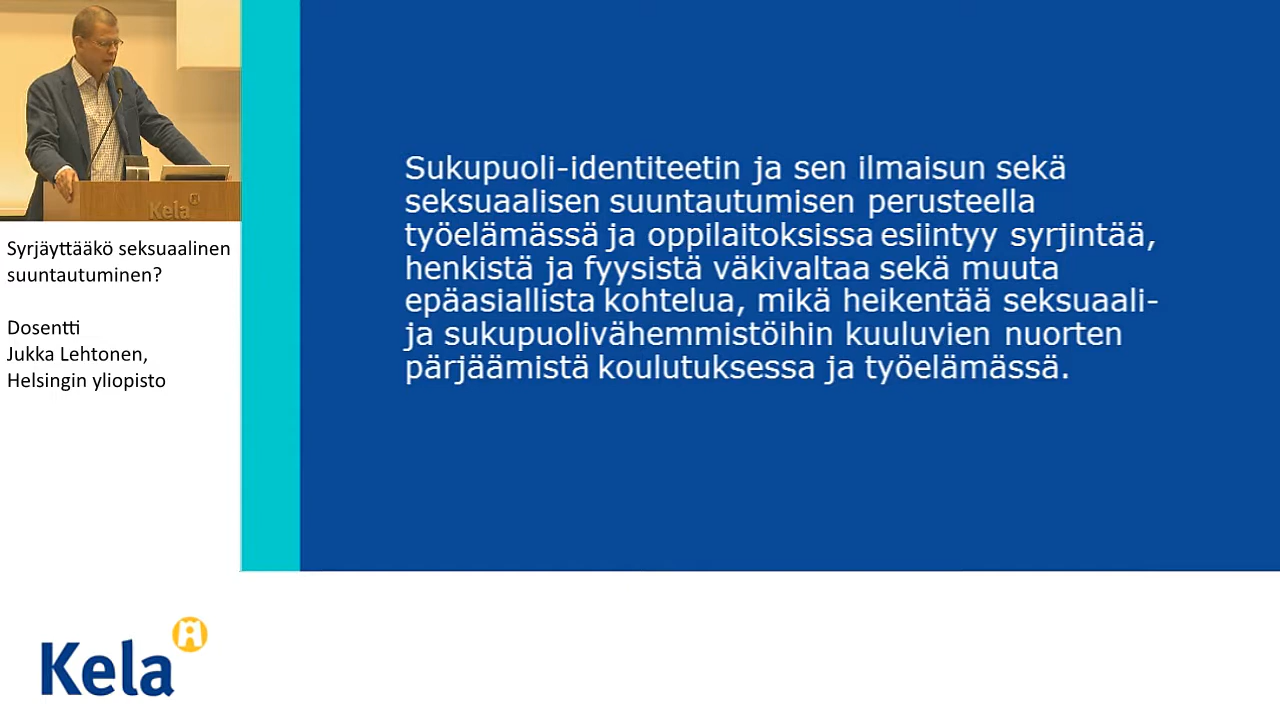 Kela
Syrjäyttääkö seksuaalinen
suuntautuminen?
Dosentti
Jukka Lehtonen,
Helsingin yliopisto
Sukupuoli-identiteetin ja sen ilmaisun sekä
seksuaalisen suuntautumisen perusteella
työelämässä ja oppilaitoksissa esiintyy syrjintää,
henkistä ja fyysistä väkivaltaa sekä muuta
epäasiallista kohtelua, mikä heikentää seksuaali-
ja sukupuolivähemmistöihin kuuluvien nuorten
pärjäämistä koulutuksessa ja työelämässä.
Kela